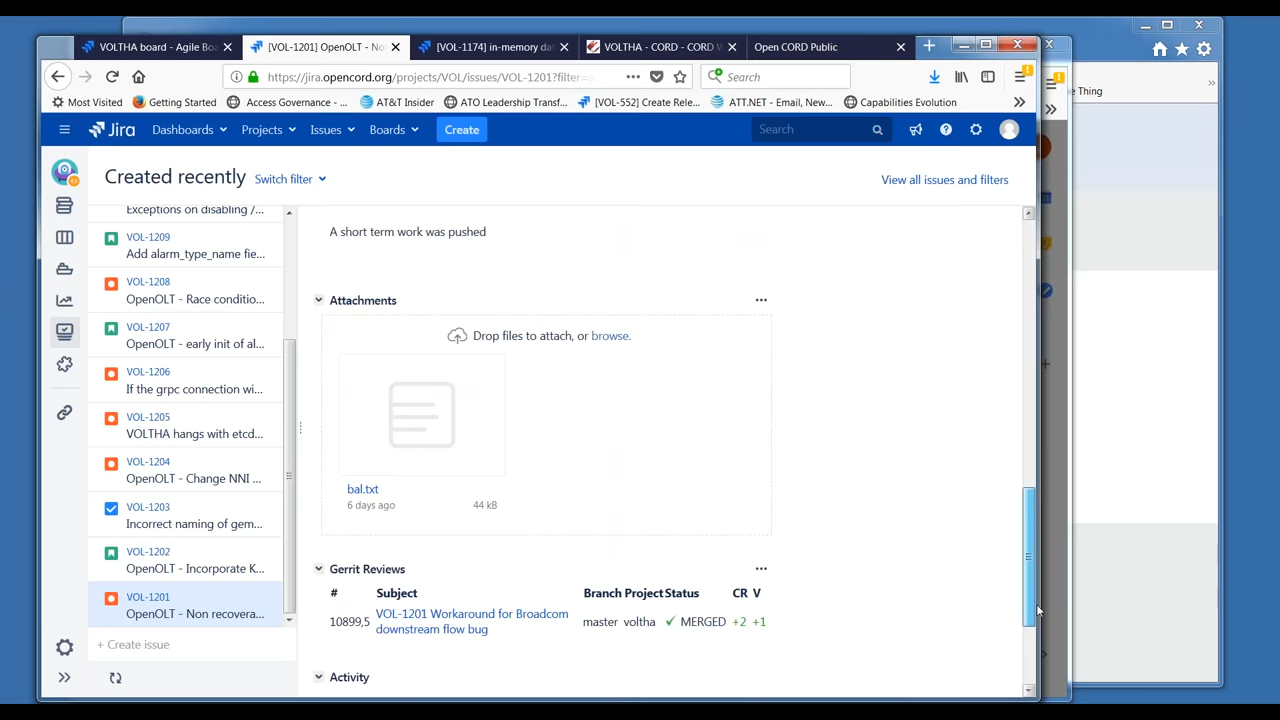 VOLTHA board - Agile Boa
[VOL-1201] OpenOLT - No
[VOL-1174] in-memory dat
VOLTHA - CORD - CORD W
Open CORD Public
https://jira.opencord.org/projects/VOL/issues/VOL-1201?filter=a
Search
Most Visited
Getting Started
Access Governance - ...
AT&T Insider
ATO Leadership Transf...
[VOL-552] Create Rele...
ATT.NET - Email, New...
Capabilities Evolution
e Thing
Jira
Dashboards
Projects
Issues
Boards
Create
Search
Created recently
Switch filter
View all issues and filters
Exceptions on disabling /...
VOL-1209
Add alarm_type_name fie...
VOL-1208
OpenOLT - Race conditio...
VOL-1207
OpenOLT - early init of al...
VOL-1206
If the grpc connection wi...
VOL-1205
VOLTHA hangs with etcd...
VOL-1204
OpenOLT - Change NNI ...
VOL-1203
Incorrect naming of gem...
VOL-1202
OpenOLT - Incorporate K...
VOL-1201
OpenOLT - Non recovera...
+ Create issue
A short term work was pushed
Attachments
Drop files to attach, or browse.
bal.txt
6 days ago 44 kB
Gerrit Reviews
# Subject Branch Project Status CR V
10899,5 VOL-1201 Workaround for Broadcom downstream flow bug master voltha MERGED +2 +1
Activity